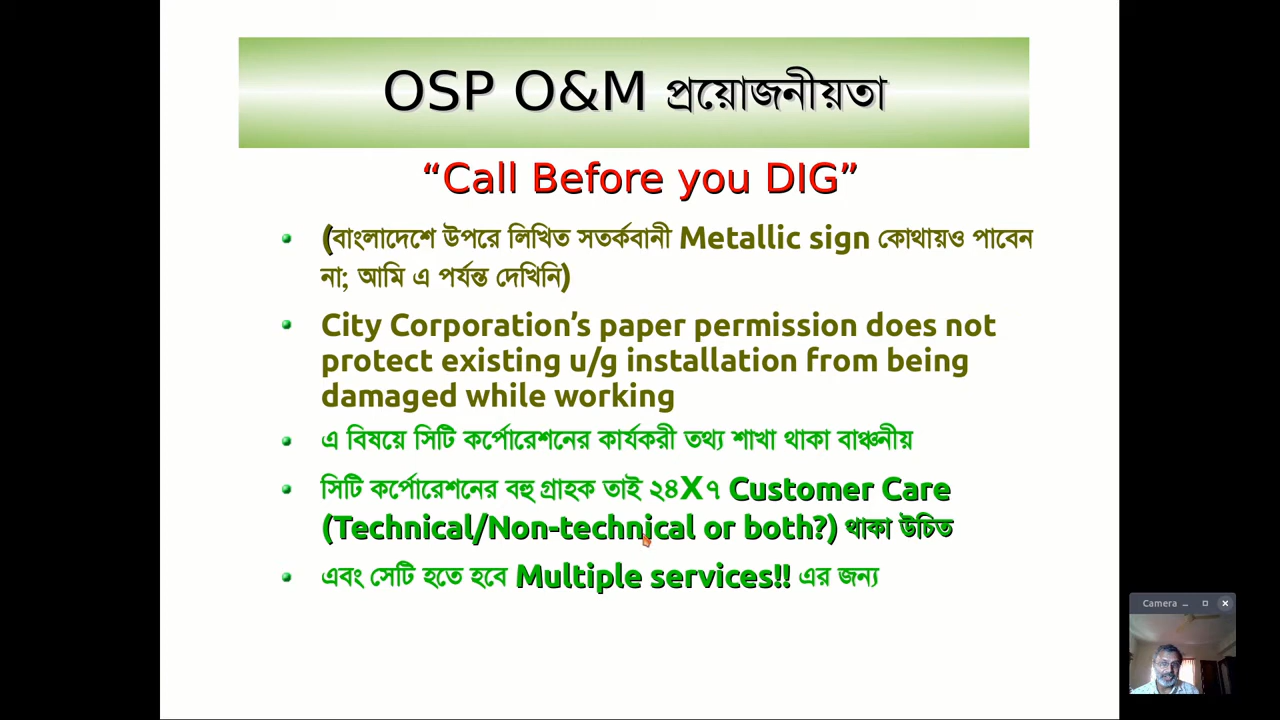 OSP O&M প্রয়োজনীয়তা
“Call Before you DIG”
(বাংলাদেশে উপরে লিখিত সতর্কবানী Metallic sign কোথায়ও পাবেন
না; আমি এ পর্যন্ত দেখিনি)
City Corporation’s paper permission does not
protect existing u/g installation from being
damaged while working
এ বিষয়ে সিটি কর্পোরেশনের কার্যকরী তথ্য শাখা থাকা বাঞ্চনীয়
সিটি কর্পোরেশনের বহু গ্রাহক তাই ২৪X৭ Customer Care
(Technical/Non-technical or both?) থাকা উচিত
এবং সেটি হতে হবে Multiple services!! এর জন্য
Camera